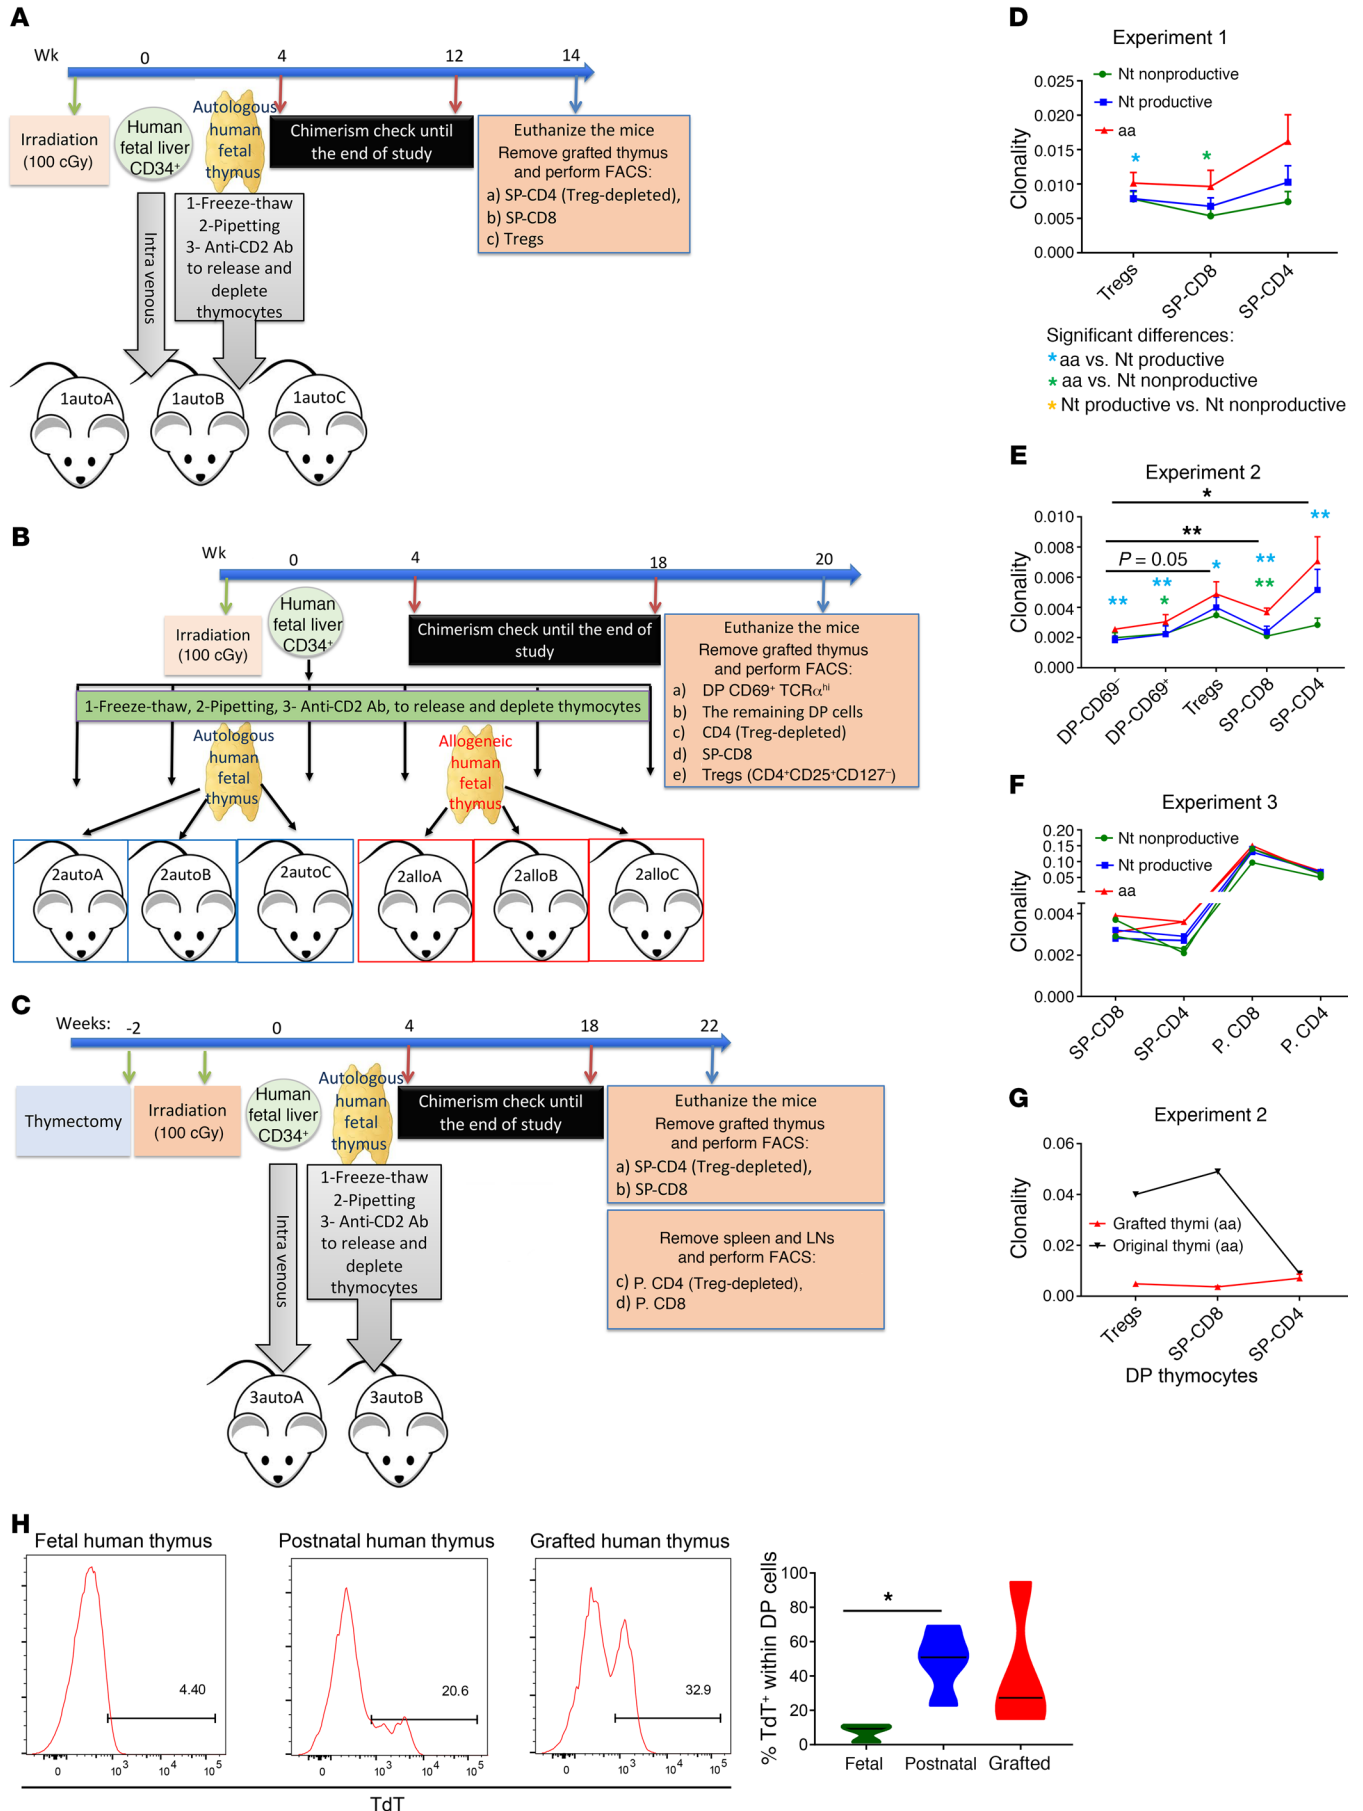 A
Wk
0
4
12
14
Irradiation
(100 cGy)
Human
fetal liver
CD34⁺
Autologous
human
fetal
thymus
Chimerism check until
the end of study
Euthanize the mice
Remove grafted thymus
and perform FACS:
a) SP-CD4 (Treg-depleted),
b) SP-CD8
c) Tregs
Intra venous
1-Freeze-thaw
2-Pipetting
3- Anti-CD2 Ab
to release and
deplete
thymocytes
1autoA
1autoB
1autoC
B
Wk
0
4
18
20
Irradiation
(100 cGy)
Human
fetal liver
CD34⁺
Chimerism check until the end of
study
Euthanize the mice
Remove grafted thymus
and perform FACS:
a) DP CD69⁺ TCRαʰⁱ
b) The remaining DP cells
c) CD4 (Treg-depleted)
d) SP-CD8
e) Tregs (CD4⁺CD25⁺CD127⁻)
1-Freeze-thaw, 2-Pipetting, 3- Anti-CD2 Ab, to release and deplete thymocytes
Autologous
human
fetal
thymus
Allogeneic
human
fetal
thymus
2autoA
2autoB
2autoC
2alloA
2alloB
2alloC
C
Weeks:
-2
0
4
18
22
Thymectomy
Irradiation
(100 cGy)
Human
fetal liver
CD34⁺
Autologous
human
fetal
thymus
Chimerism check until
the end of study
Euthanize the mice
Remove grafted thymus
and perform FACS:
a) SP-CD4 (Treg-depleted),
b) SP-CD8
Remove spleen and LNs
and perform FACS:
c) P. CD4 (Treg-depleted),
d) P. CD8
Intra venous
1-Freeze-thaw
2-Pipetting
3- Anti-CD2 Ab
to release and
deplete
thymocytes
3autoA
3autoB
D
Experiment 1
Nt nonproductive
Nt productive
aa
Clonality
0.025
0.020
0.015
0.010
0.005
0.000
*
*
Tregs
SP-CD8
SP-CD4
Significant differences:
* aa vs. Nt productive
* aa vs. Nt nonproductive
* Nt productive vs. Nt nonproductive
E
Experiment 2
Clonality
0.010
0.008
0.006
0.004
0.002
0.000
*
**
P = 0.05
**
**
*
*
**
**
**
DP-CD69⁻
DP-CD69⁺
Tregs
SP-CD8
SP-CD4
F
Experiment 3
Nt nonproductive
Nt productive
aa
Clonality
0.20
0.15
0.10
0.05
0.004
0.002
0.000
SP-CD8
SP-CD4
P. CD8
P. CD4
G
Experiment 2
Clonality
0.06
0.04
0.02
0.00
Grafted thymi (aa)
Original thymi (aa)
Tregs
SP-CD8
SP-CD4
DP thymocytes
H
Fetal human thymus
4.40
0
10³
10⁴
10⁵
Postnatal human thymus
20.6
0
10³
10⁴
10⁵
Grafted human thymus
32.9
0
10³
10⁴
10⁵
TdT
% TdT⁺ within DP cells
100
80
60
40
20
0
*
Fetal
Postnatal
Grafted